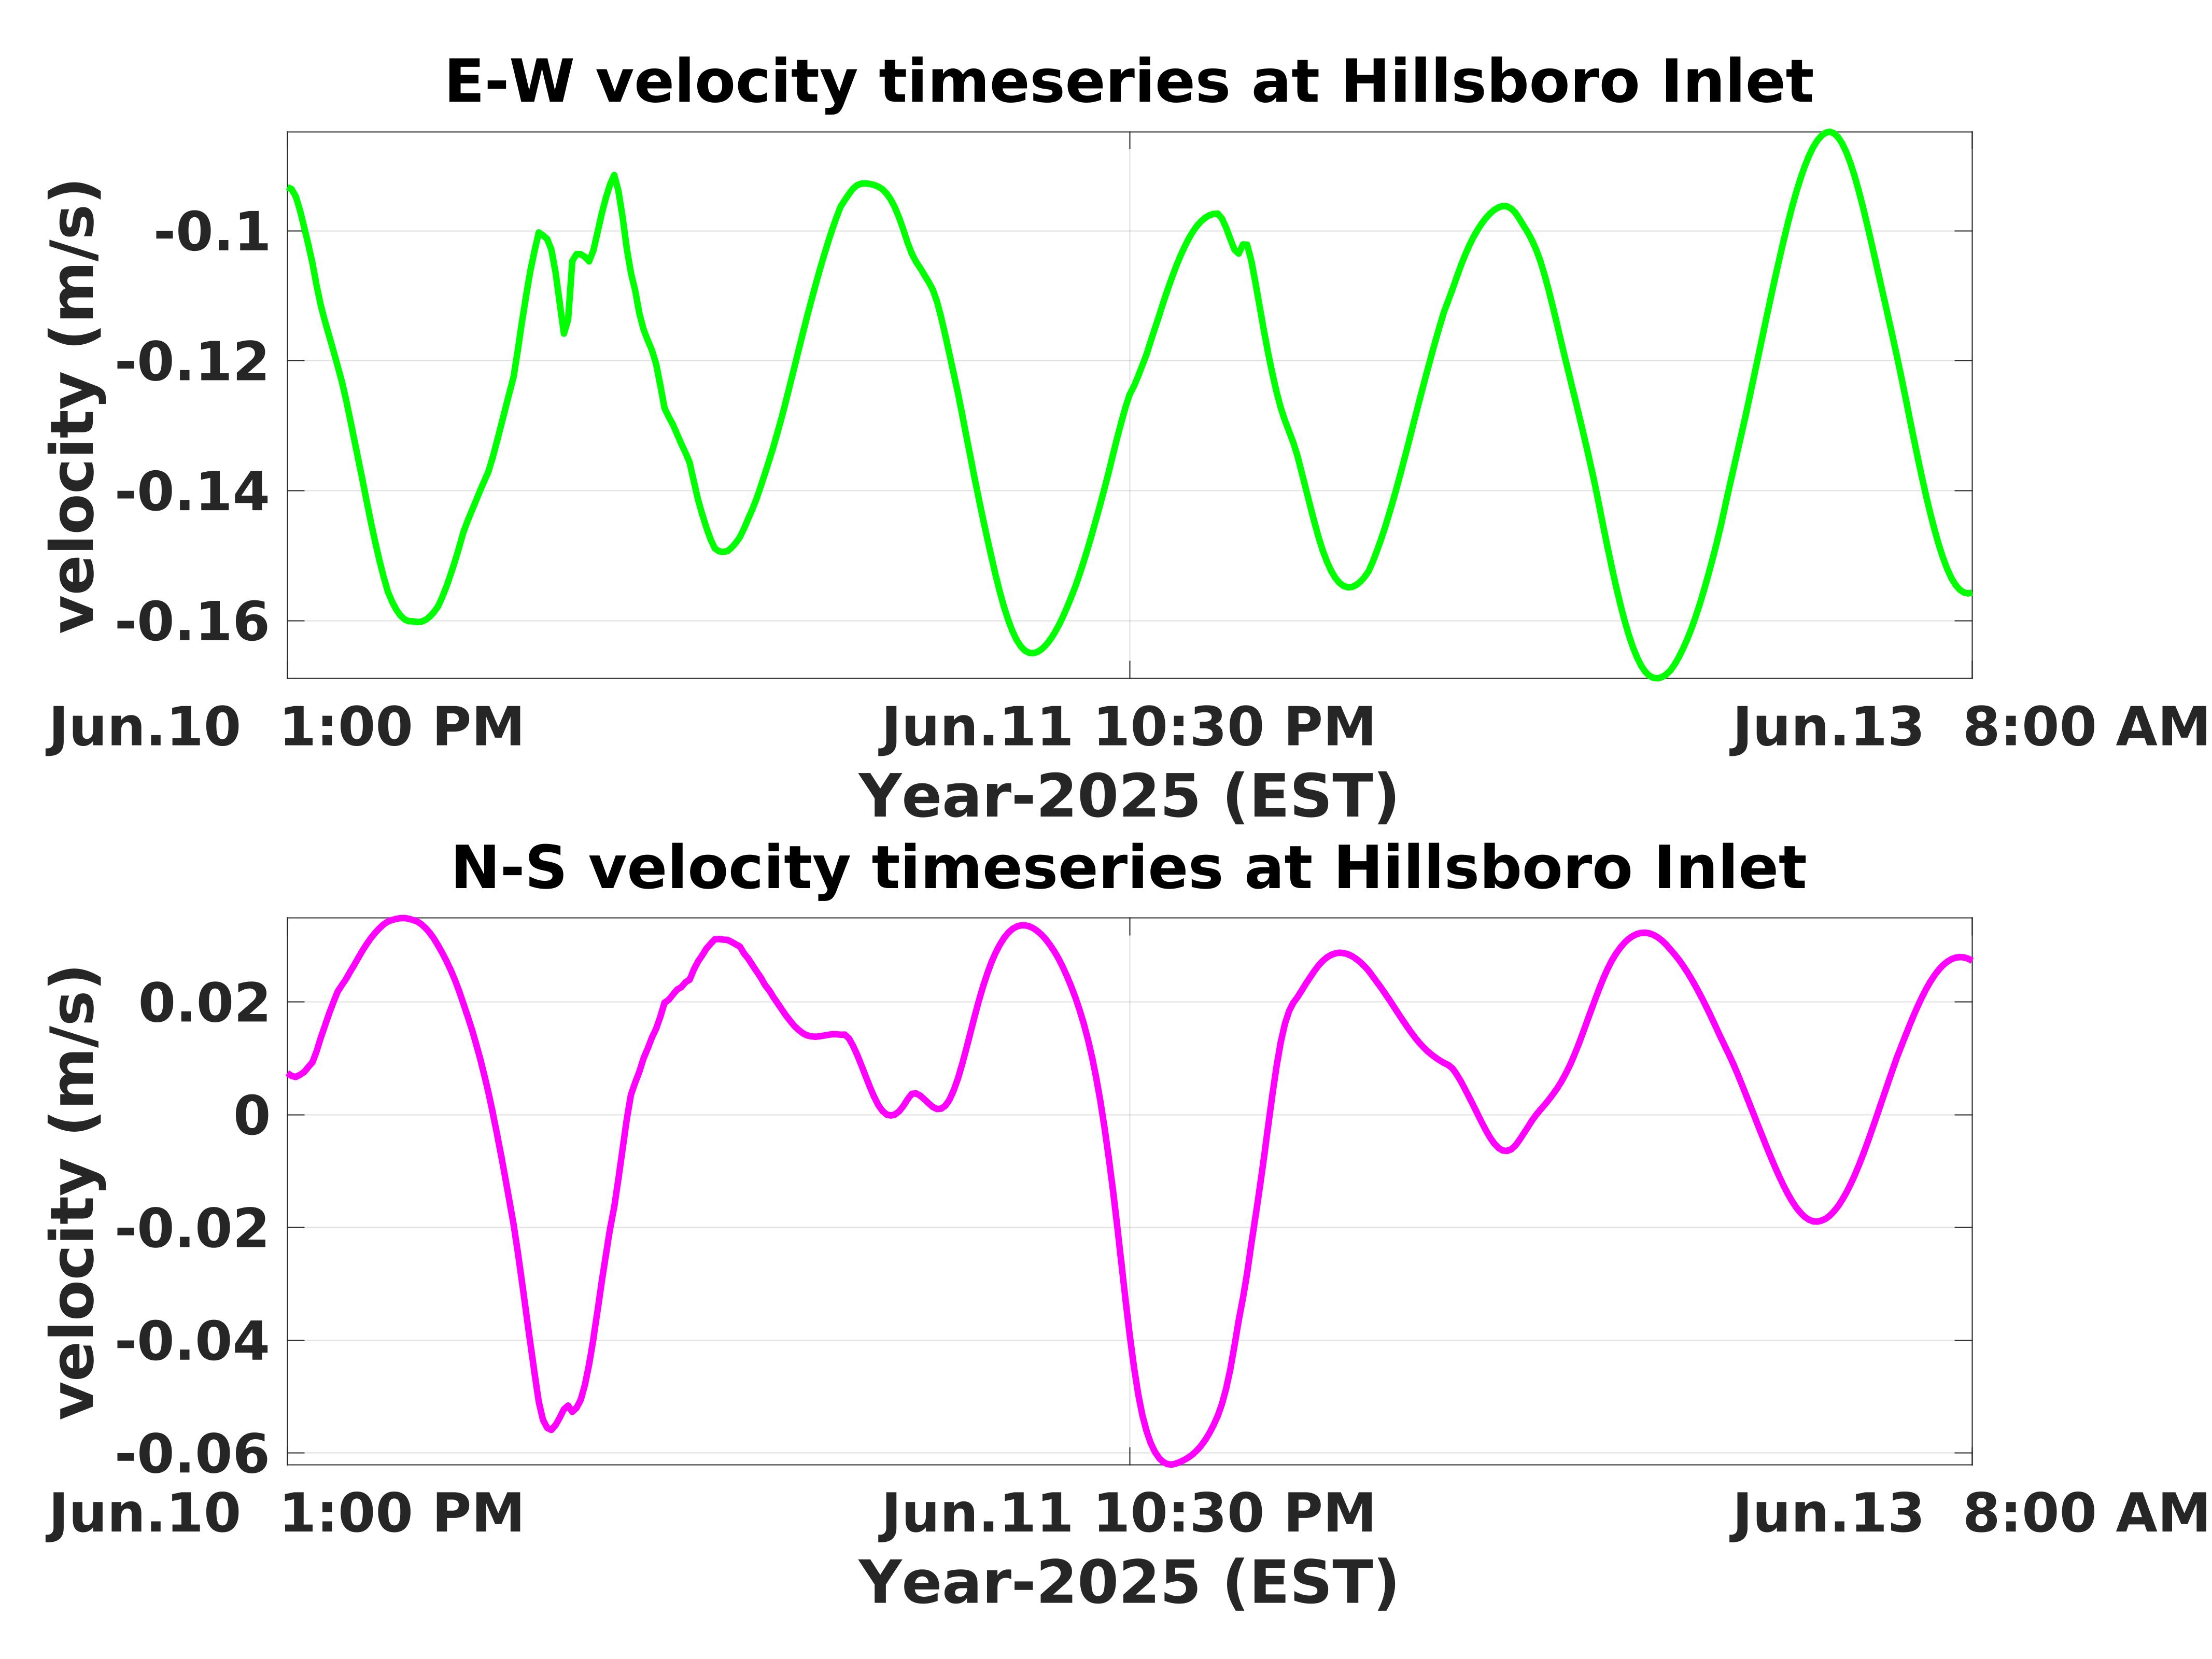 E-W velocity timeseries at Hillsboro Inlet
velocity (m/s)
-0.1
-0.12
-0.14
-0.16
Jun.10  1:00 PM
Jun.11 10:30 PM
Jun.13  8:00 AM
Year-2025 (EST)
N-S velocity timeseries at Hillsboro Inlet
velocity (m/s)
0.02
0
-0.02
-0.04
-0.06
Jun.10  1:00 PM
Jun.11 10:30 PM
Jun.13  8:00 AM
Year-2025 (EST)